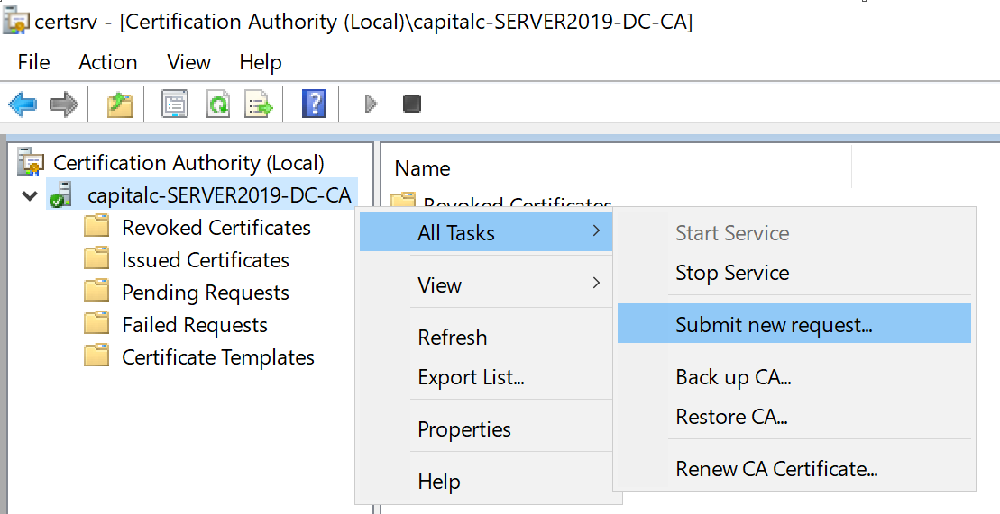 certsrv - [Certification Authority (Local)\capitalc-SERVER2019-DC-CA]
File Action View Help
Certification Authority (Local)
capitalc-SERVER2019-DC-CA
Revoked Certificates
Issued Certificates
Pending Requests
Failed Requests
Certificate Templates
Name
Revoked Certificates
All Tasks
View
Refresh
Export List...
Properties
Help
Start Service
Stop Service
Submit new request...
Back up CA...
Restore CA...
Renew CA Certificate...